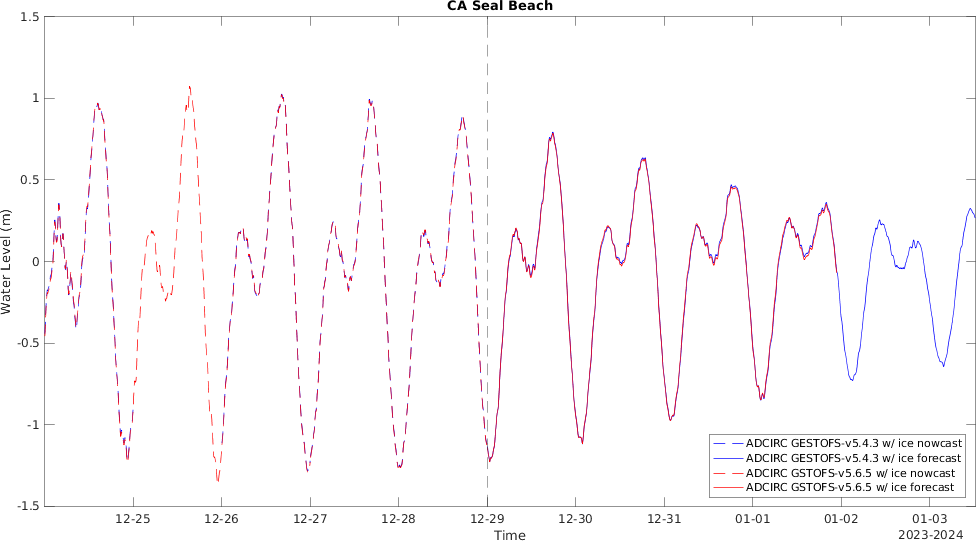 CA Seal Beach
1.5
1
0.5
0
-0.5
-1
-1.5
Water Level (m)
12-25 12-26 12-27 12-28 12-29 12-30 12-31 01-01 01-02 01-03
Time
2023-2024
ADCIRC GESTOFS-v5.4.3 w/ ice nowcast
ADCIRC GESTOFS-v5.4.3 w/ ice forecast
ADCIRC GSTOFS-v5.6.5 w/ ice nowcast
ADCIRC GSTOFS-v5.6.5 w/ ice forecast